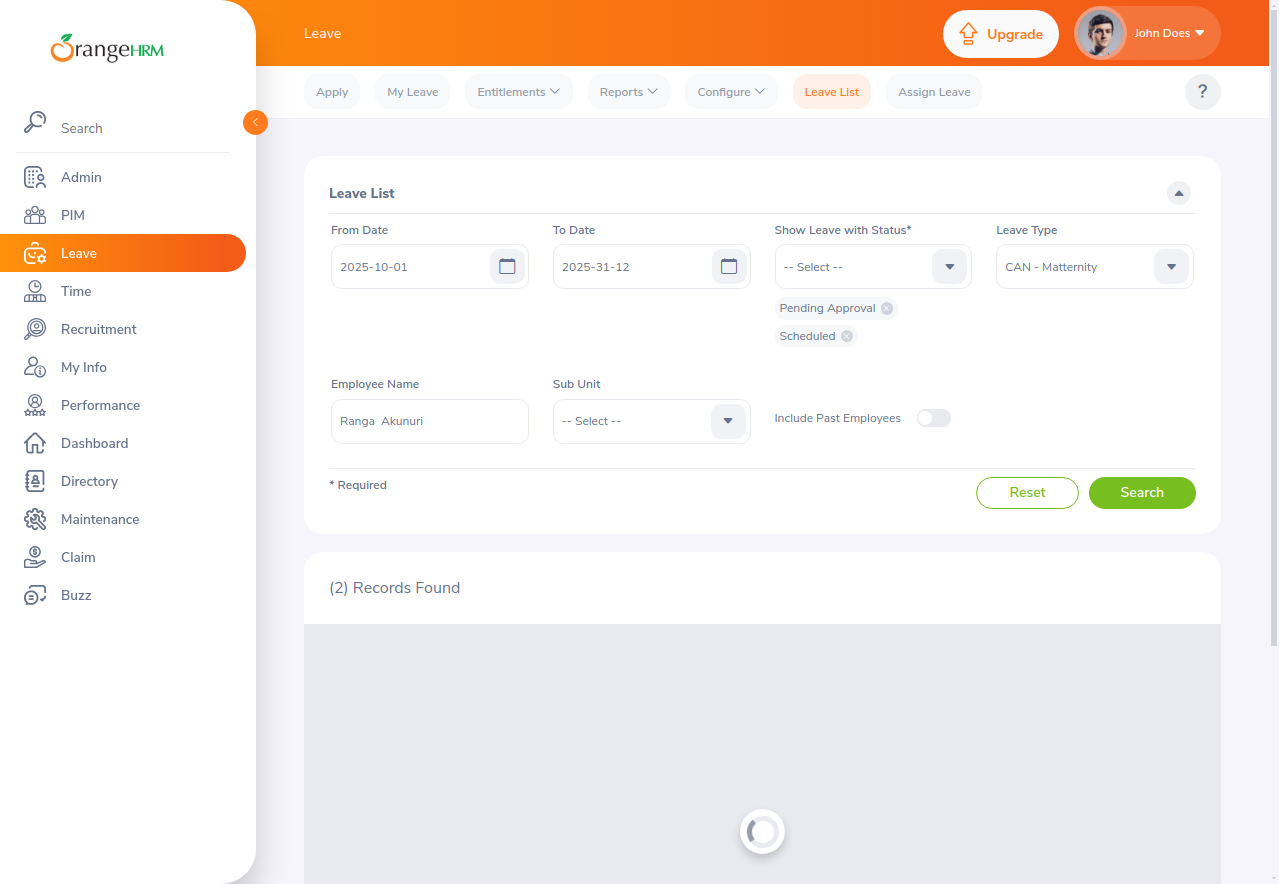 OrangeHRM
Leave
Upgrade
John Does
Apply
My Leave
Entitlements
Reports
Configure
Leave List
Assign Leave
?
Search
Admin
PIM
Leave
Time
Recruitment
My Info
Performance
Dashboard
Directory
Maintenance
Claim
Buzz
Leave List
From Date
To Date
Show Leave with Status*
Leave Type
2025-10-01
2025-31-12
-- Select --
CAN - Matternity
Pending Approval
Scheduled
Employee Name
Sub Unit
Ranga  Akunuri
-- Select --
Include Past Employees
* Required
Reset
Search
(2) Records Found